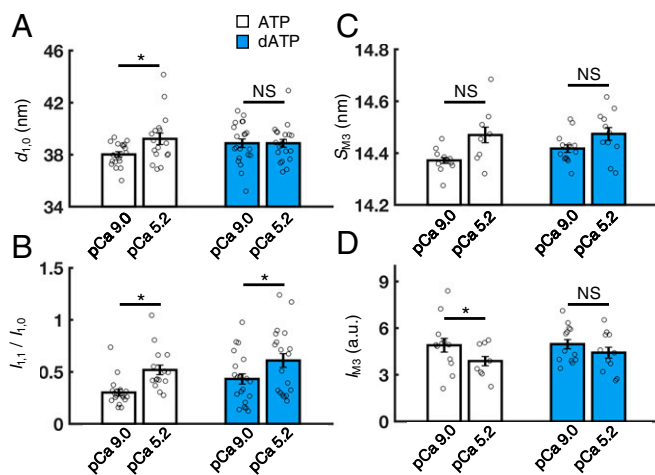 ATP
dATP
A
d1,0 (nm)
46
42
38
34
*
NS
pCa 9.0
pCa 5.2
pCa 9.0
pCa 5.2
C
SM3 (nm)
14.8
14.6
14.4
14.2
NS
NS
pCa 9.0
pCa 5.2
pCa 9.0
pCa 5.2
B
I1,1 / I1,0
1.5
1
0.5
0
*
*
pCa 9.0
pCa 5.2
pCa 9.0
pCa 5.2
D
IM3 (a.u.)
9
6
3
0
*
NS
pCa 9.0
pCa 5.2
pCa 9.0
pCa 5.2